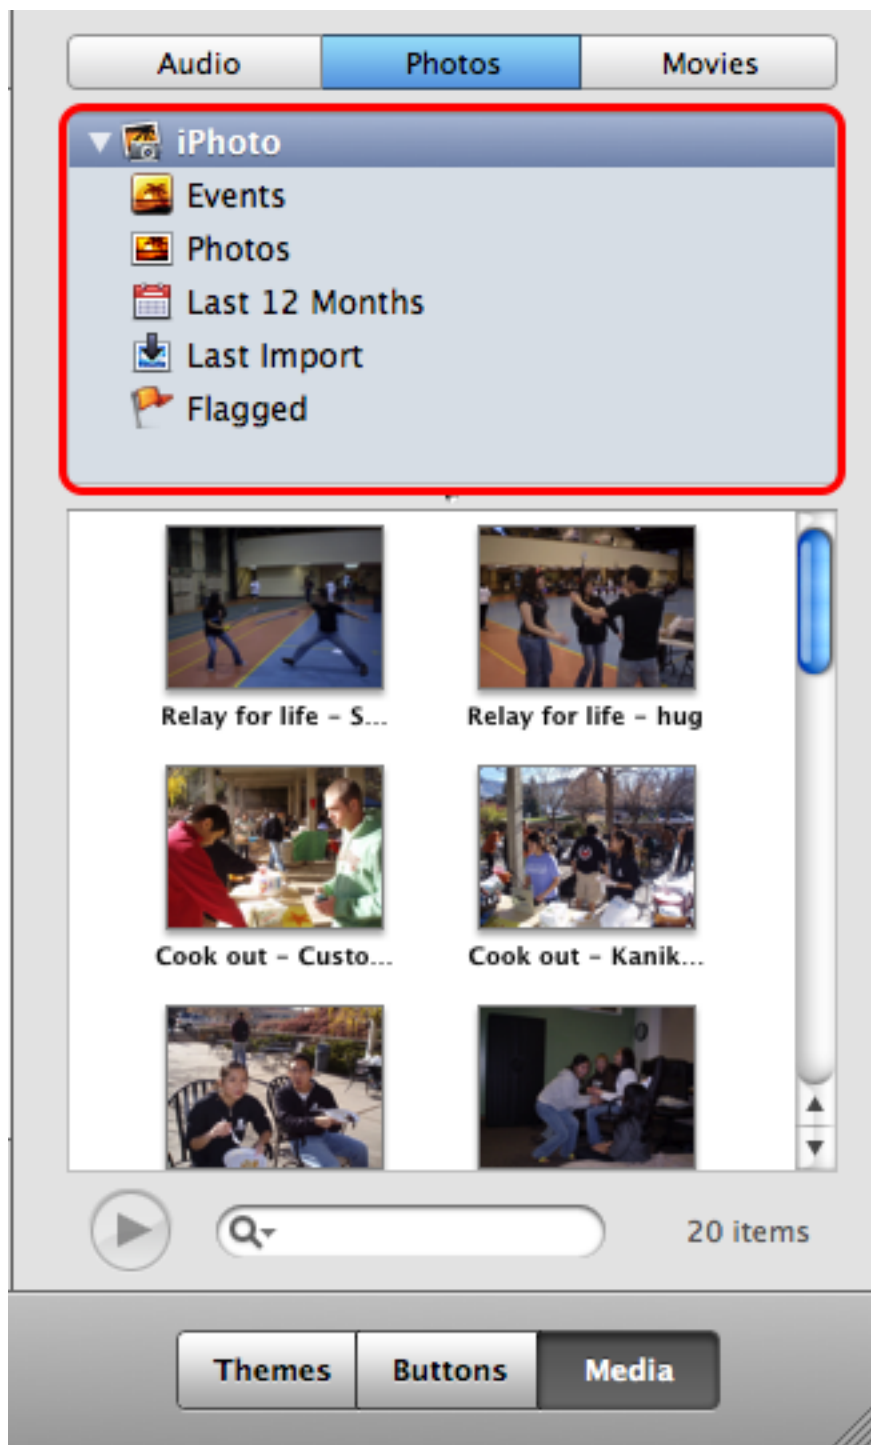 Audio Photos Movies
iPhoto
Events
Photos
Last 12 Months
Last Import
Flagged
Relay for life – S... Relay for life – hug
Cook out – Custo... Cook out – Kanik...
20 items
Themes Buttons Media